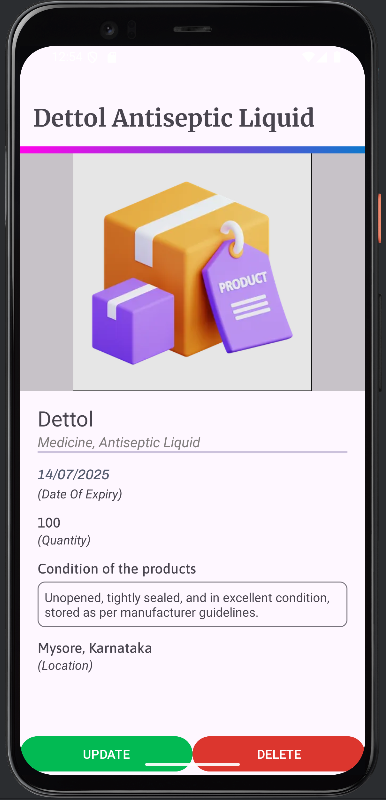 Dettol Antiseptic Liquid
PRODUCT
Dettol
Medicine, Antiseptic Liquid
14/07/2025
(Date Of Expiry)
100
(Quantity)
Condition of the products
Unopened, tightly sealed, and in excellent condition,
stored as per manufacturer guidelines.
Mysore, Karnataka
(Location)
UPDATE
DELETE